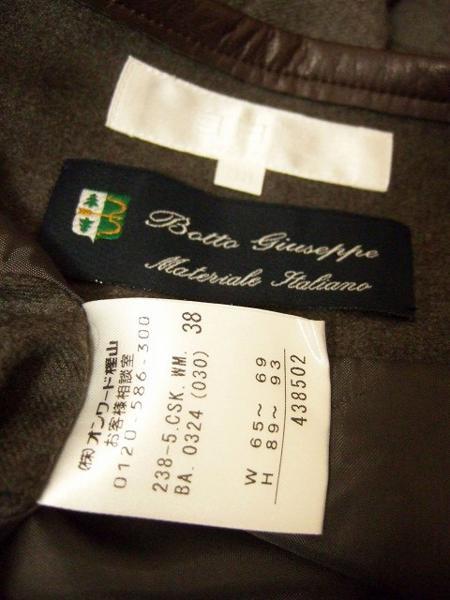 Botto Giuseppe
Materiale Italiano
(株)オンワード樫山
お客様相談室
0120-586-300
238-5.CSK.WM. 38
BA. 0324 (030)
W 65~ 69
H 89~ 93
438502